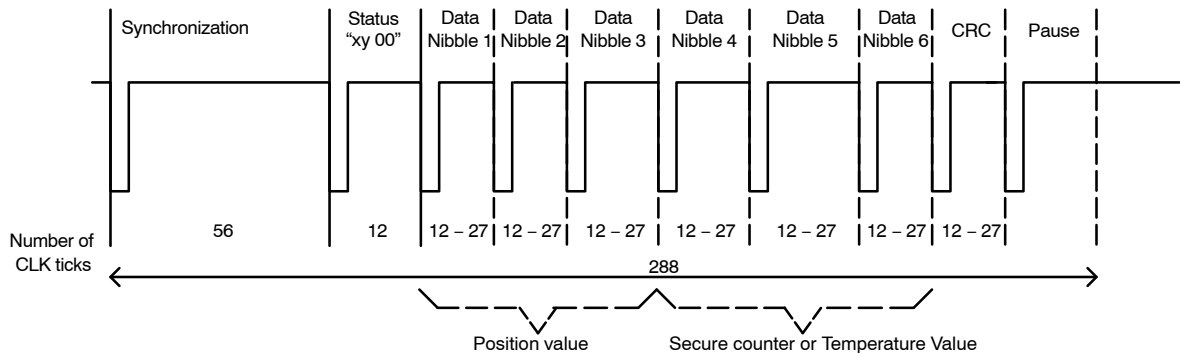 Synchronization
Status
“xy 00”
Data
Nibble 1
Data
Nibble 2
Data
Nibble 3
Data
Nibble 4
Data
Nibble 5
Data
Nibble 6
CRC
Pause
Number of
CLK ticks
56
12
12 – 27
12 – 27
12 – 27
12 – 27
12 – 27
12 – 27
12 – 27
288
Position value
Secure counter or Temperature Value